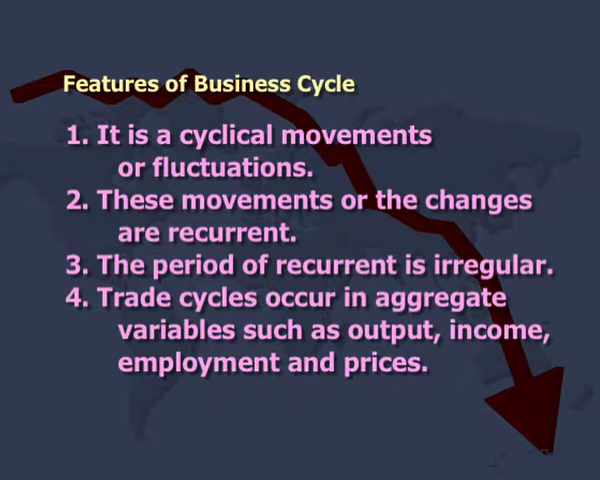 Features of Business Cycle
1. It is a cyclical movements
or fluctuations.
2. These movements or the changes
are recurrent.
3. The period of recurrent is irregular.
4. Trade cycles occur in aggregate
variables such as output, income,
employment and prices.